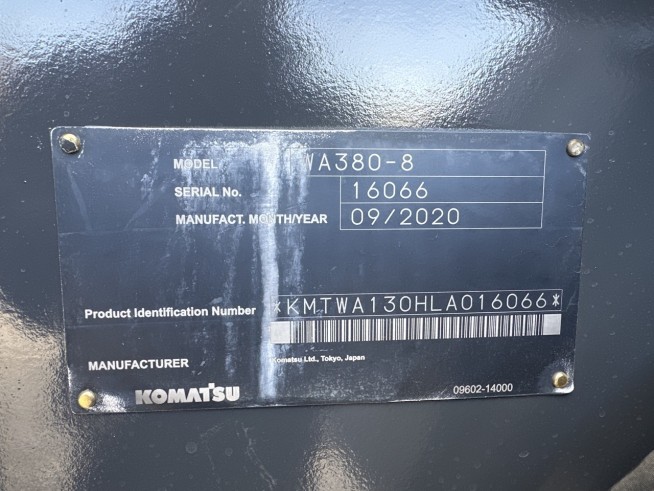 MODEL WA380-8
SERIAL No. 16066
MANUFACT. MONTH/YEAR 09/2020
Product Identification Number *KMTWA130HLA016066*
MANUFACTURER Komatsu Ltd., Tokyo, Japan
KOMATSU 09602-14000